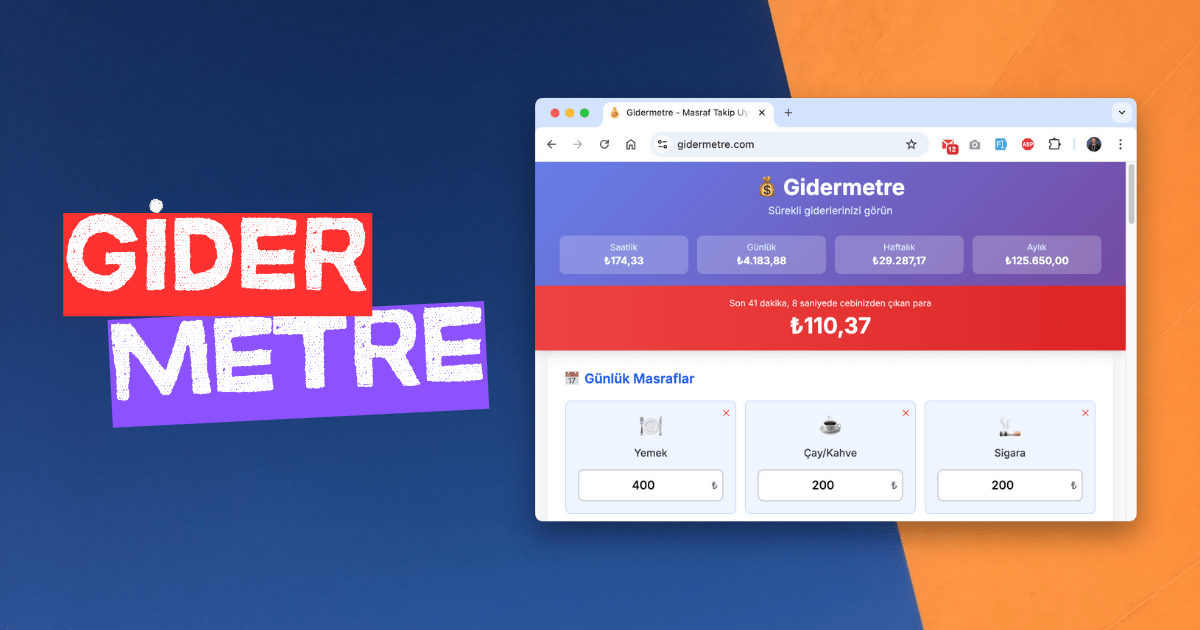 GİDER
METRE
Gidermetre - Masraf Takip Uy
gidermetre.com
12
ABP
Gidermetre
Sürekli giderlerinizi görün
Saatlik Günlük Haftalık Aylık
₺174,33 ₺4.183,88 ₺29.287,17 ₺125.650,00
Son 41 dakika, 8 saniyede cebinizden çıkan para
₺110,37
17 Günlük Masraflar
Yemek Çay/Kahve Sigara
400 ₺ 200 ₺ 200 ₺